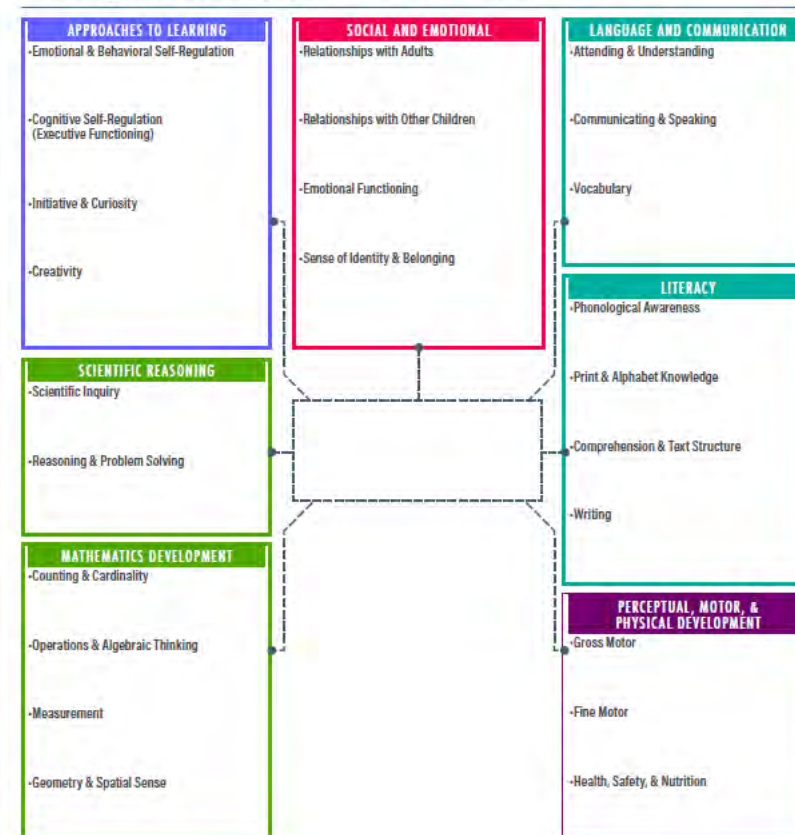 APPROACHES TO LEARNING
·Emotional & Behavioral Self-Regulation
·Cognitive Self-Regulation
(Executive Functioning)
·Initiative & Curiosity
·Creativity
SOCIAL AND EMOTIONAL
·Relationships with Adults
·Relationships with Other Children
·Emotional Functioning
·Sense of Identity & Belonging
LANGUAGE AND COMMUNICATION
·Attending & Understanding
·Communicating & Speaking
·Vocabulary
LITERACY
·Phonological Awareness
·Print & Alphabet Knowledge
·Comprehension & Text Structure
·Writing
SCIENTIFIC REASONING
·Scientific Inquiry
·Reasoning & Problem Solving
MATHEMATICS DEVELOPMENT
·Counting & Cardinality
·Operations & Algebraic Thinking
·Measurement
·Geometry & Spatial Sense
PERCEPTUAL, MOTOR, &
PHYSICAL DEVELOPMENT
·Gross Motor
·Fine Motor
·Health, Safety, & Nutrition